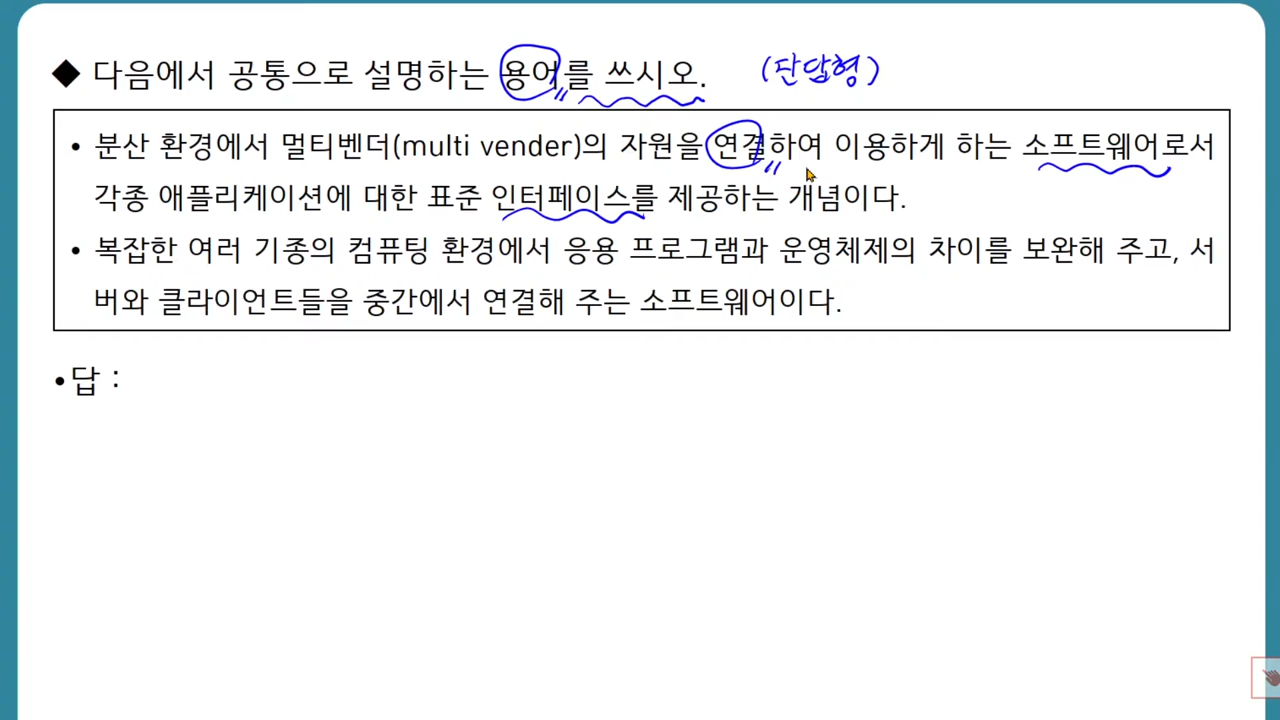 ◆ 다음에서 공통으로 설명하는 용어를 쓰시오. (단답형)
• 분산 환경에서 멀티벤더(multi vender)의 자원을 연결하여 이용하게 하는 소프트웨어로서
각종 애플리케이션에 대한 표준 인터페이스를 제공하는 개념이다.
• 복잡한 여러 기종의 컴퓨팅 환경에서 응용 프로그램과 운영체제의 차이를 보완해 주고, 서
버와 클라이언트들을 중간에서 연결해 주는 소프트웨어이다.
•답 :